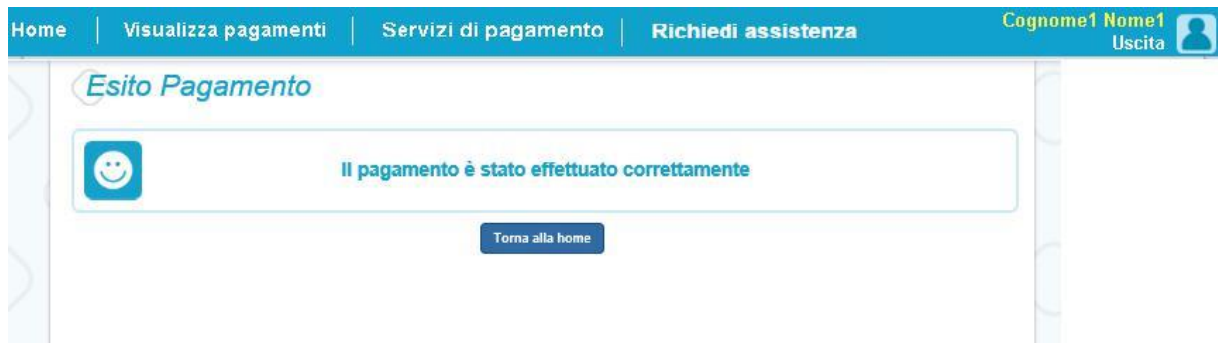 Home | Visualizza pagamenti | Servizi di pagamento | Richiedi assistenza
Cognome1 Nome1
Uscita
Esito Pagamento
Il pagamento è stato effettuato correttamente
Torna alla home